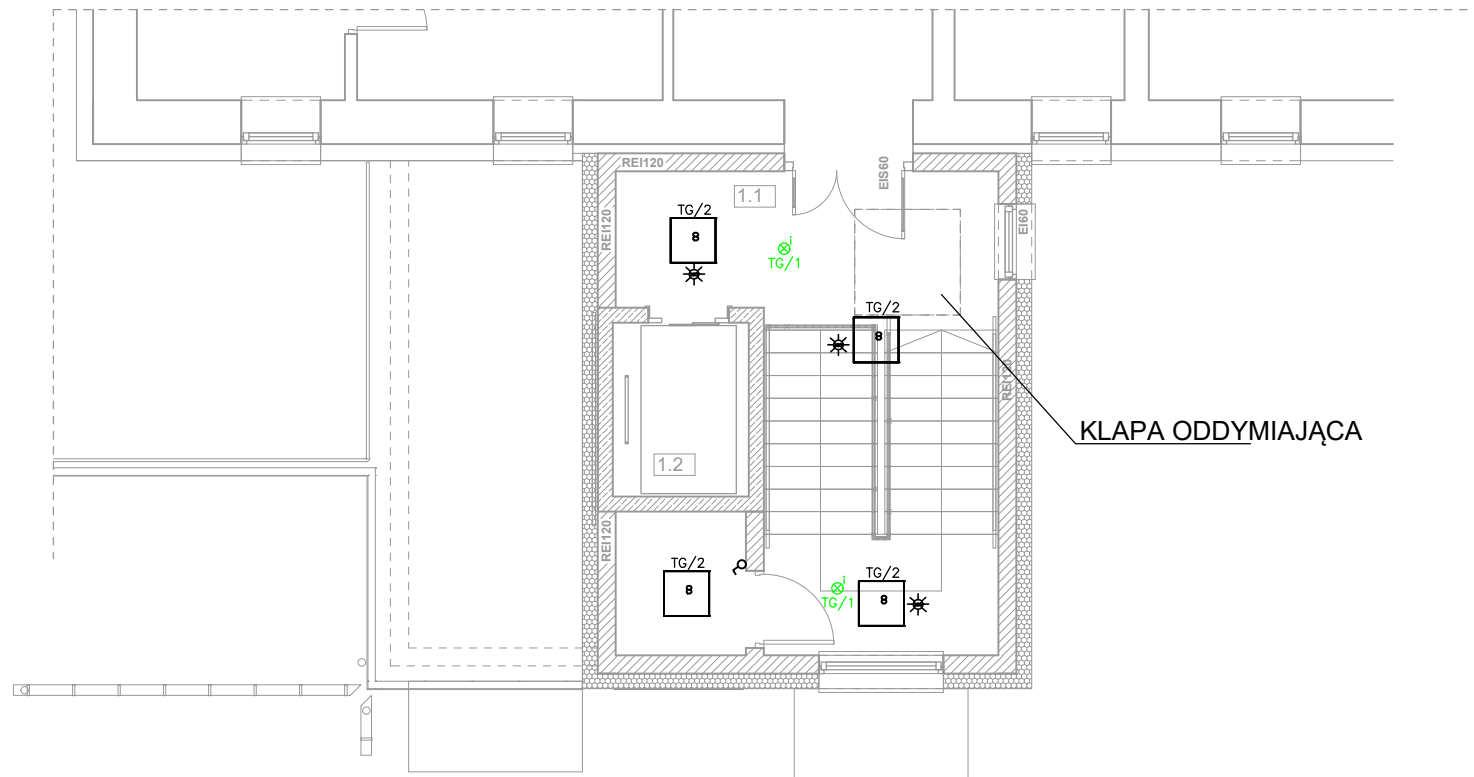 REI120
EIS60
1.1
TG/2
8
REI120
EI60
i
TG/1
TG/2
8
REI120
KLAPA ODDYMIAJĄCA
1.2
REI120
TG/2
8
i
TG/1
TG/2
8